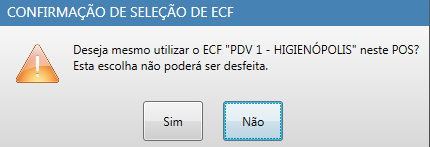 CONFIRMAÇÃO DE SELEÇÃO DE ECF
Deseja mesmo utilizar o ECF "PDV 1 - HIGIENÓPOLIS" neste POS?
Esta escolha não poderá ser desfeita.
Sim
Não